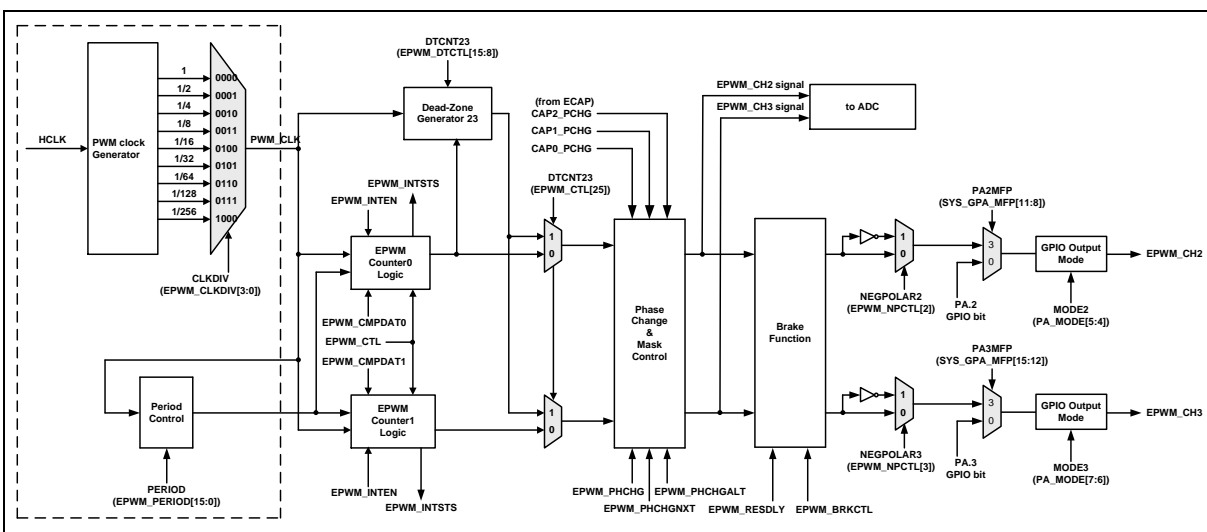 HCLK
PWM clock
Generator
1
1/2
1/4
1/8
1/16
1/32
1/64
1/128
1/256
0000
0001
0010
0011
0100
0101
0110
0111
1000
PWM_CLK
CLKDIV
(EPWM_CLKDIV[3:0])
Period
Control
PERIOD
(EPWM_PERIOD[15:0])
DTCNT23
(EPWM_DTCTL[15:8])
Dead-Zone
Generator 23
EPWM_INTSTS
EPWM_INTEN
EPWM
Counter0
Logic
EPWM_CMPDAT0
EPWM_CTL
EPWM_CMPDAT1
EPWM
Counter1
Logic
EPWM_INTEN
EPWM_INTSTS
(from ECAP)
CAP2_PCHG
CAP1_PCHG
CAP0_PCHG
DTCNT23
(EPWM_CTL[25])
1
0
1
0
Phase
Change
&
Mask
Control
EPWM_PHCHG
EPWM_PHCHGNXT
EPWM_PHCHGALT
EPWM_CH2 signal
EPWM_CH3 signal
to ADC
Brake
Function
EPWM_RESDLY
EPWM_BRKCTL
1
0
NEGPOLAR2
(EPWM_NPCTL[2])
PA2MFP
(SYS_GPA_MFP[11:8])
3
0
PA.2
GPIO bit
GPIO Output
Mode
MODE2
(PA_MODE[5:4])
EPWM_CH2
1
0
NEGPOLAR3
(EPWM_NPCTL[3])
PA3MFP
(SYS_GPA_MFP[15:12])
3
0
PA.3
GPIO bit
GPIO Output
Mode
MODE3
(PA_MODE[7:6])
EPWM_CH3